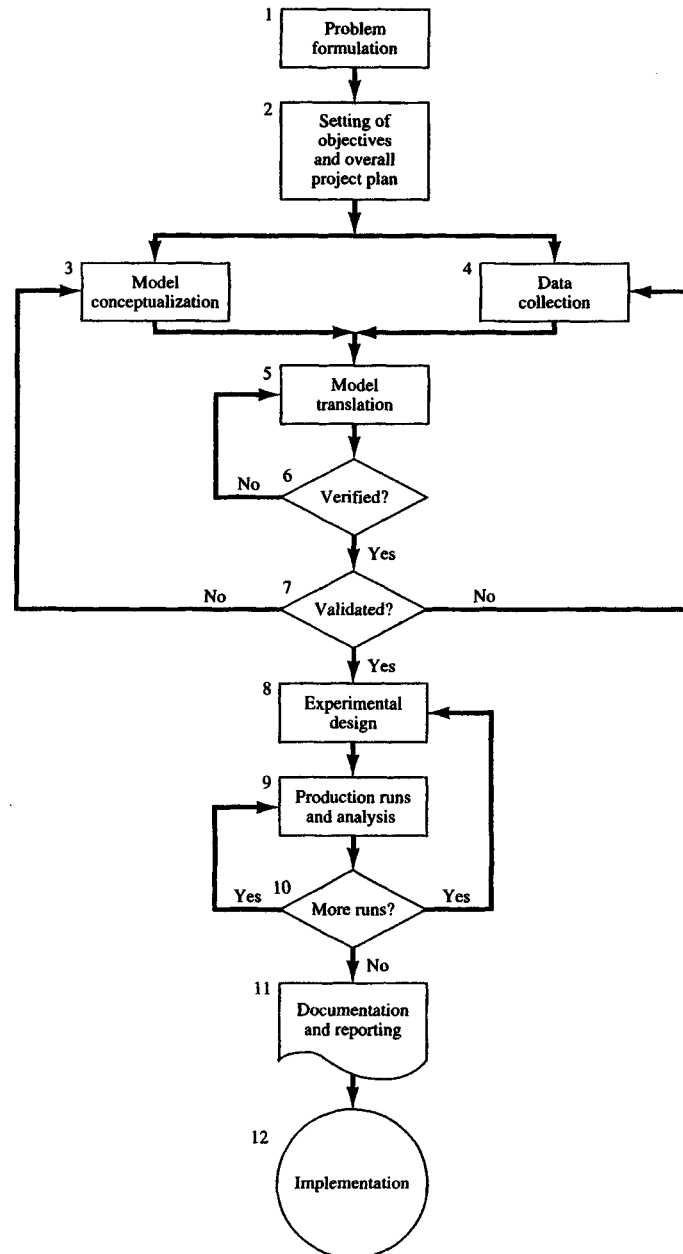 1
Problem
formulation
2
Setting of
objectives
and overall
project plan
3
Model
conceptualization
4
Data
collection
5
Model
translation
6
Verified?
No
Yes
7
Validated?
No
No
Yes
8
Experimental
design
9
Production runs
and analysis
10
More runs?
Yes
Yes
No
11
Documentation
and reporting
12
Implementation